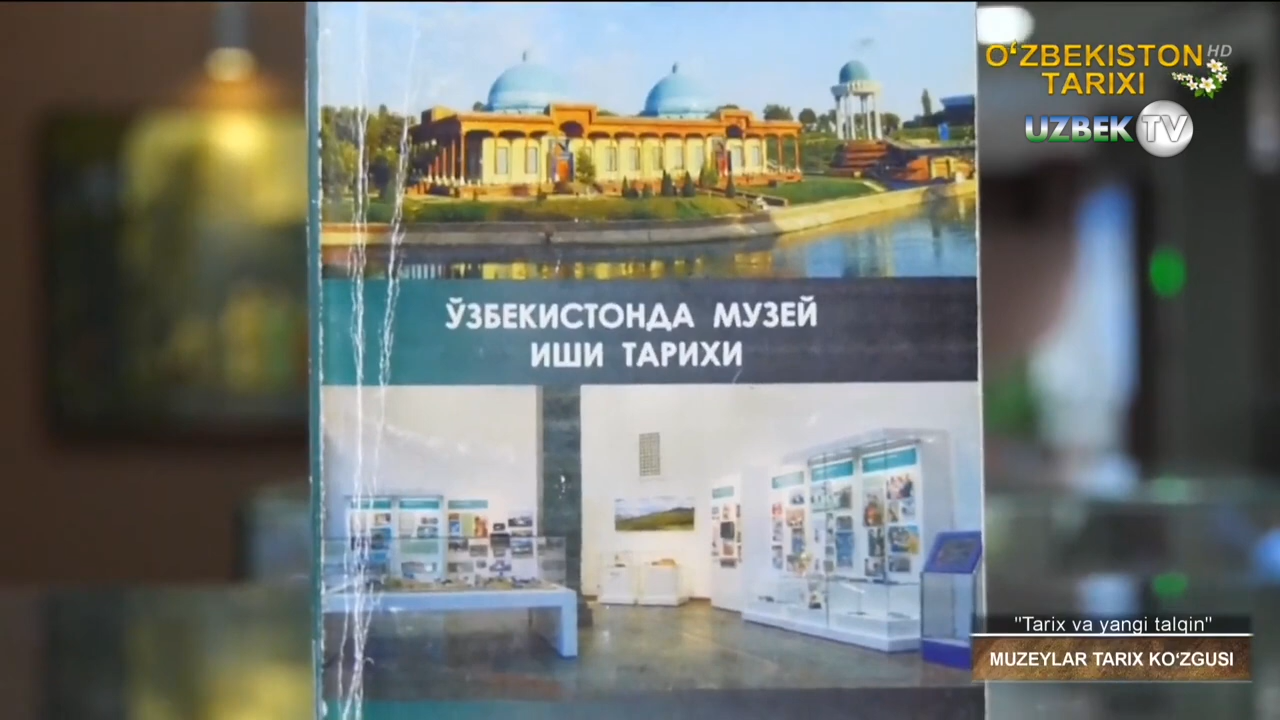 O‘ZBEKISTON HD
TARIXI
UZBEK TV
ЎЗБЕКИСТОНДА МУЗЕЙ
ИШИ ТАРИХИ
"Tarix va yangi talqin"
MUZEYLAR TARIX KO‘ZGUSI